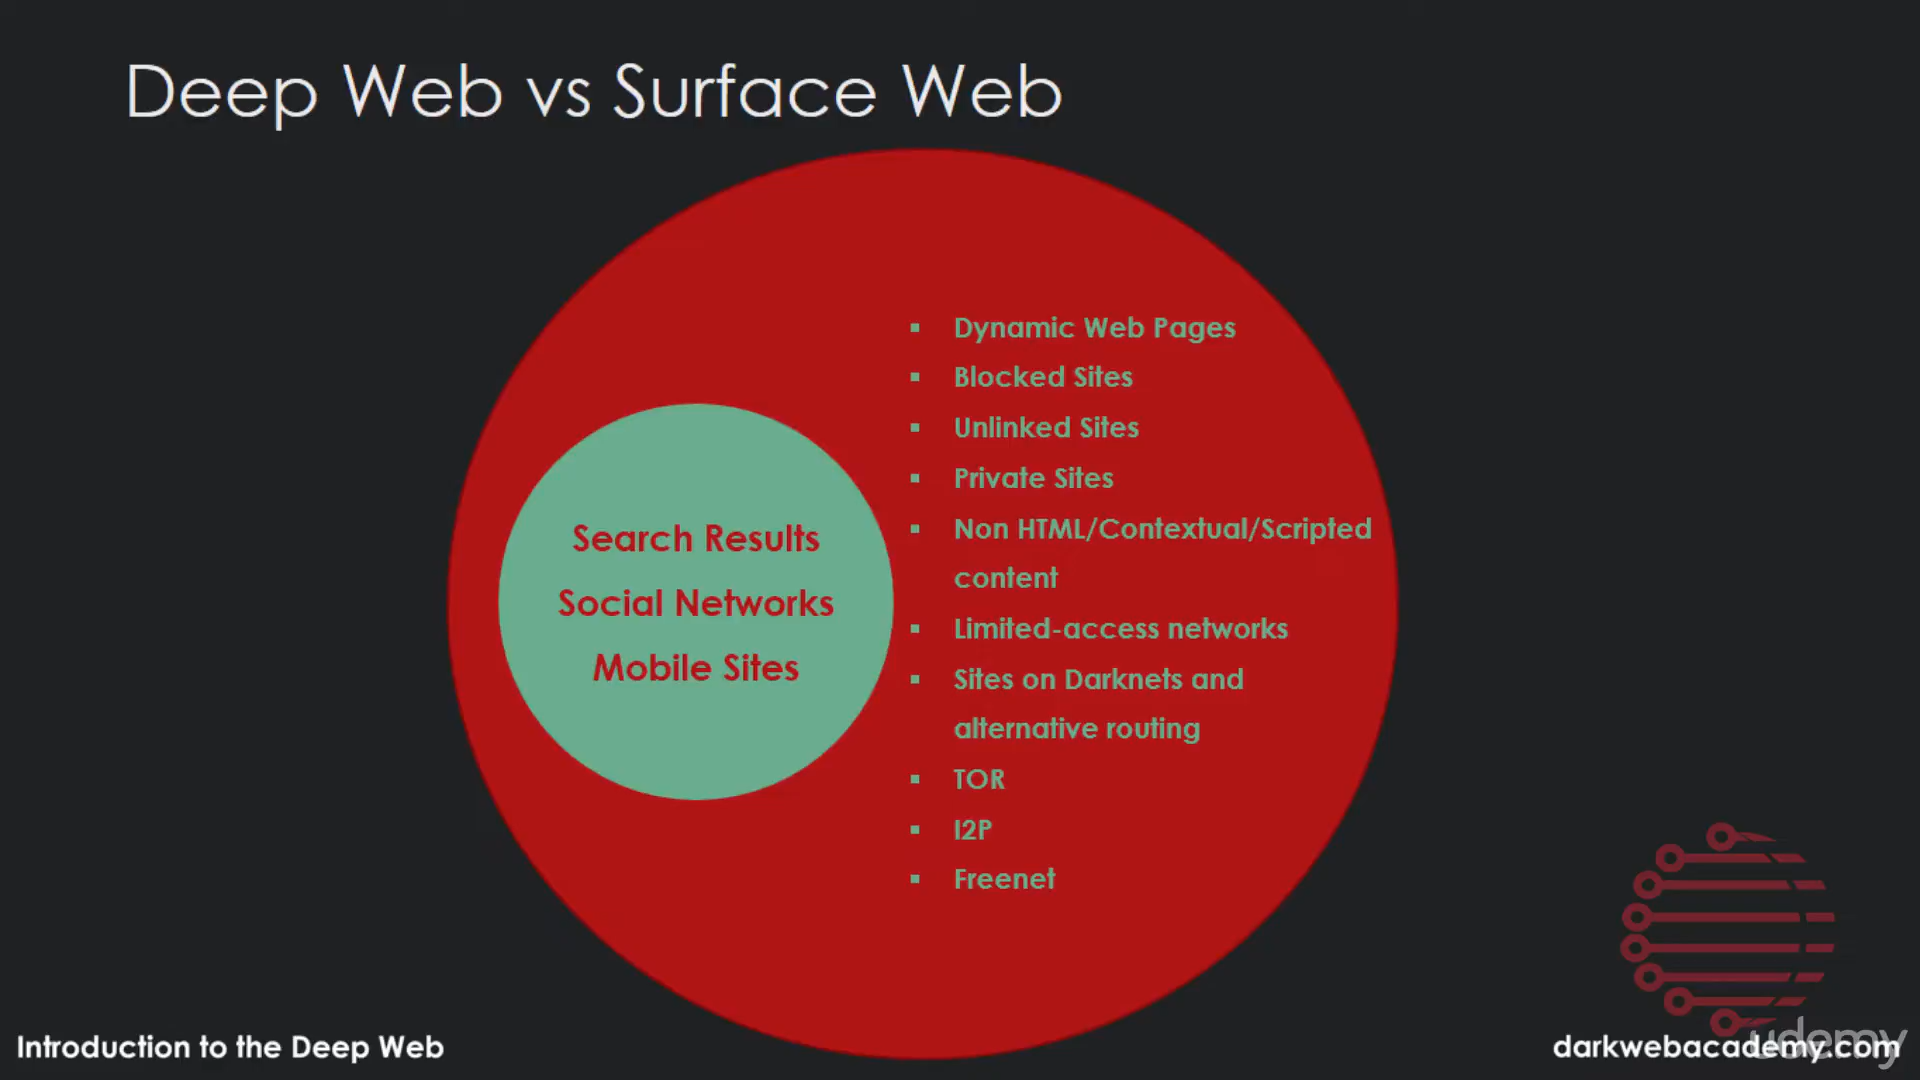 Deep Web vs Surface Web
Search Results
Social Networks
Mobile Sites
▪ Dynamic Web Pages
▪ Blocked Sites
▪ Unlinked Sites
▪ Private Sites
▪ Non HTML/Contextual/Scripted
content
▪ Limited-access networks
▪ Sites on Darknets and
alternative routing
▪ TOR
▪ I2P
▪ Freenet
Introduction to the Deep Web
darkwebacademy.com
udemy